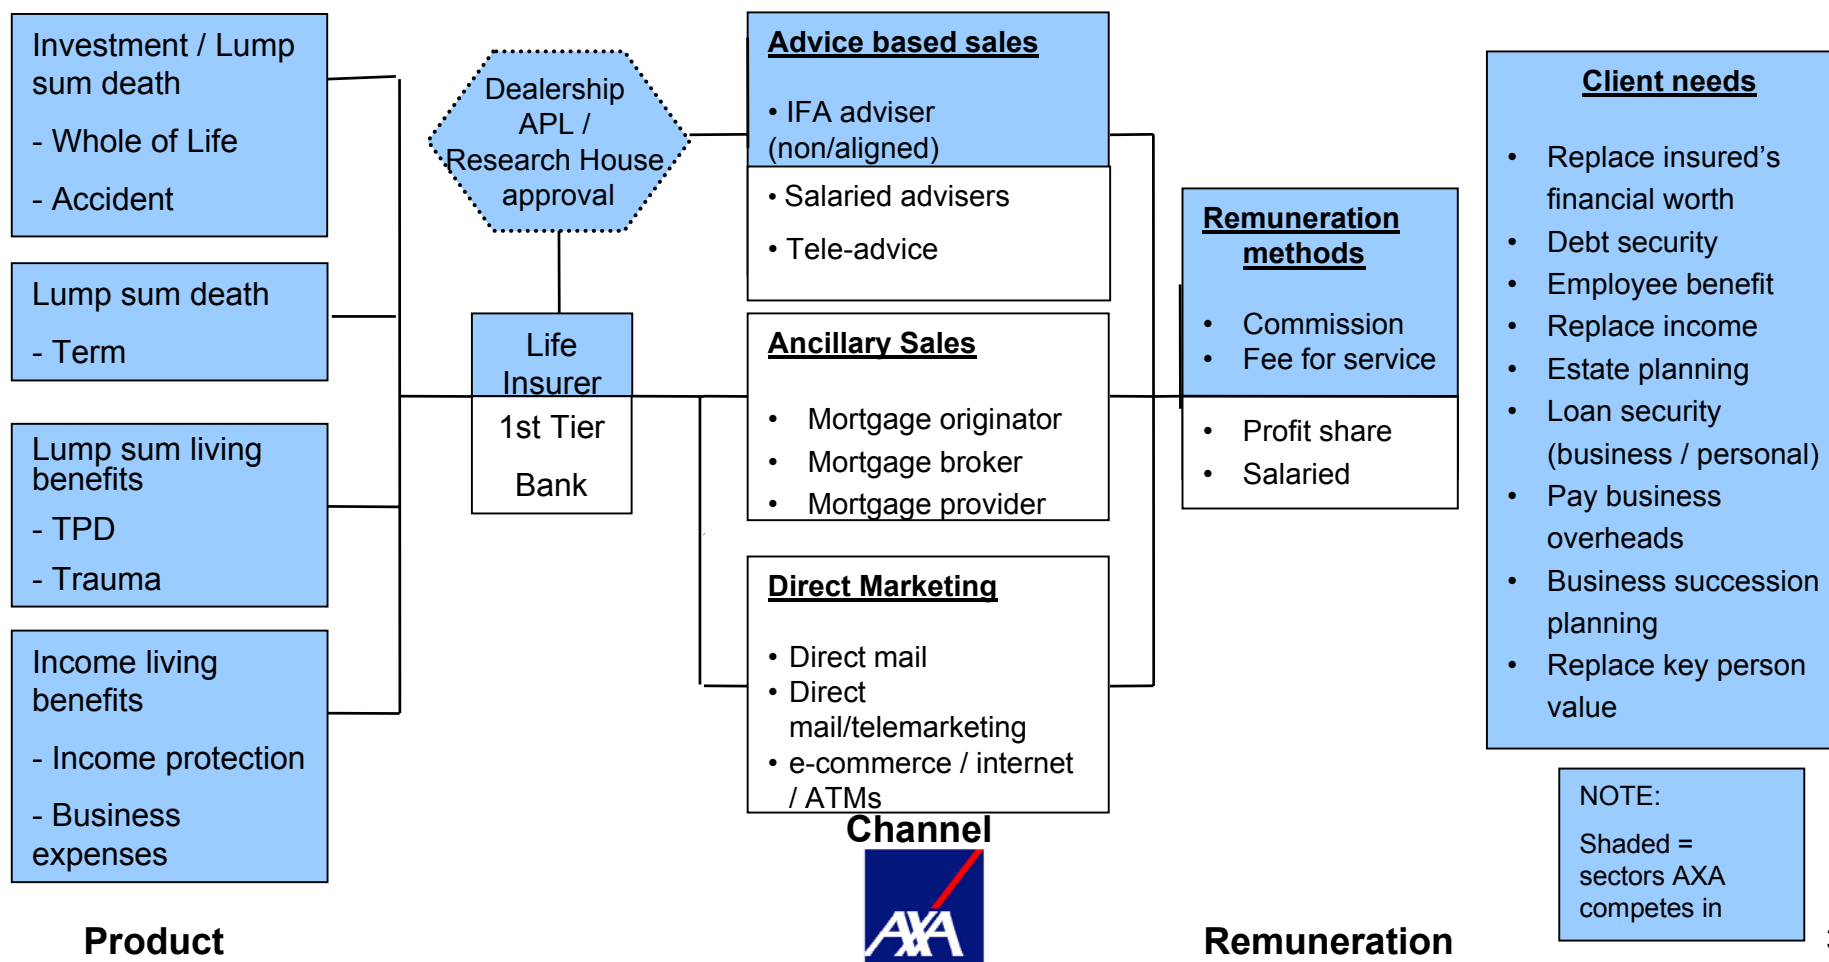 Investment / Lump
sum death
- Whole of Life
- Accident
Lump sum death
- Term
Lump sum living
benefits
- TPD
- Trauma
Income living
benefits
- Income protection
- Business
expenses
Product
Dealership
APL /
Research House
approval
Life
Insurer
1st Tier
Bank
Advice based sales
• IFA adviser
(non/aligned)
• Salaried advisers
• Tele-advice
Ancillary Sales
• Mortgage originator
• Mortgage broker
• Mortgage provider
Direct Marketing
• Direct mail
• Direct
mail/telemarketing
• e-commerce / internet
/ ATMs
Channel
AXA
Remuneration
methods
• Commission
• Fee for service
• Profit share
• Salaried
Remuneration
Client needs
• Replace insured’s
financial worth
• Debt security
• Employee benefit
• Replace income
• Estate planning
• Loan security
(business / personal)
• Pay business
overheads
• Business succession
planning
• Replace key person
value
NOTE:
Shaded =
sectors AXA
competes in